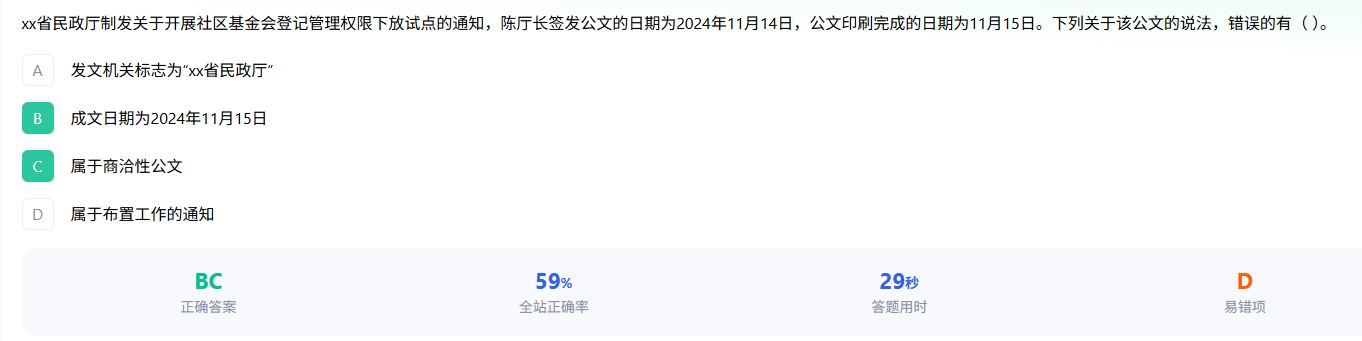 xx省民政厅制发关于开展社区基金会登记管理权限下放试点的通知，陈厅长签发公文的日期为2024年11月14日，公文印刷完成的日期为11月15日。下列关于该公文的说法，错误的有（ ）。
A 发文机关标志为“xx省民政厅”
B 成文日期为2024年11月15日
C 属于商洽性公文
D 属于布置工作的通知
BC 59% 29秒 D
正确答案 全站正确率 答题用时 易错项